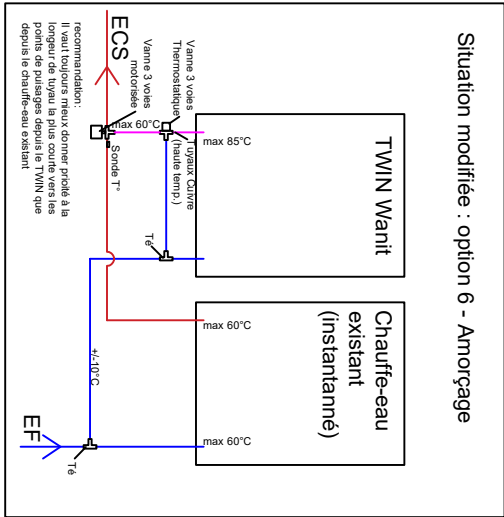 Situation modifiée : option 6 - Amorçage
TWIN Wanit
Chauffe-eau
existant
(instantanné)
max 85°C
max 60°C
max 60°C
Tuyaux Cuivre
(haute temp.)
Vanne 3 voies
Thermostatique
Té
max 60°C
Vanne 3 voies
motorisée
Sonde T°
+/-10°C
Té
ECS
EF
recommandation:
Il vaut toujours mieux donner prioité à la
longeur de tuyau la plus courte vers les
points de puisages depuis le TWIN que
depuis le chauffe-eau existant